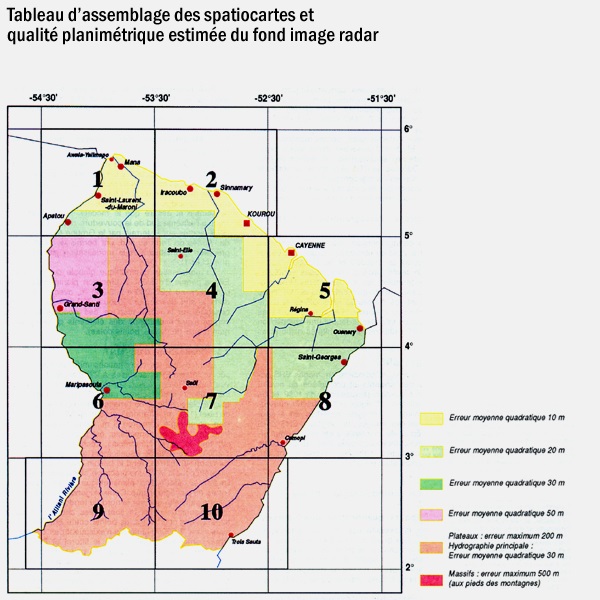 Tableau d'assemblage des spatiocartes et
qualité planimétrique estimée du fond image radar
-54°30' -53°30' -52°30' -51°30'
6°
Awala-Yalimapo
Mana
1
2
Iracoubo
Sinnamary
Saint-Laurent
-du-Maroni
Apatou
KOUROU
5°
CAYENNE
Saint-Elie
3
4
5
Grand-Santi
Régina
Ouanary
4°
Saint-Georges
Maripasoula
Saül
6
7
8
Camopi
3°
l'Alitani Rivière
9
10
Trois Sauts
2°
Erreur moyenne quadratique 10 m
Erreur moyenne quadratique 20 m
Erreur moyenne quadratique 30 m
Erreur moyenne quadratique 50 m
Plateaux : erreur maximum 200 m
Hydrographie principale :
Erreur moyenne quadratique 30 m
Massifs : erreur maximum 500 m
(aux pieds des montagnes)